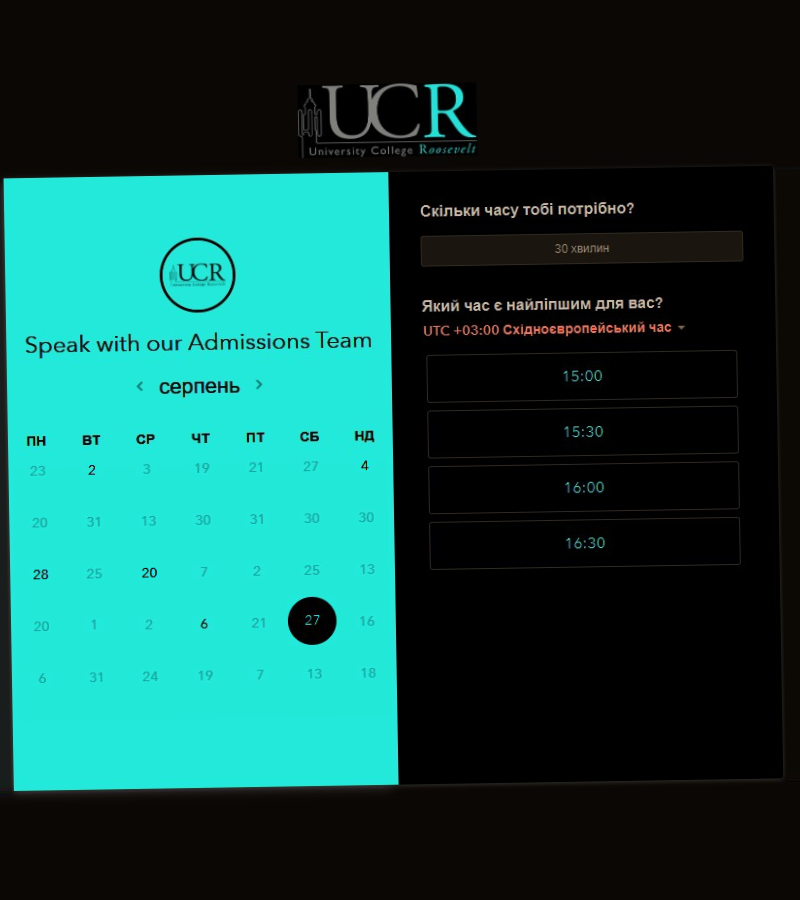 UCR
University College Roosevelt
UCR
Speak with our Admissions Team
серпень
ПН ВТ СР ЧТ ПТ СБ НД
23 2 3 19 21 27 4
20 31 13 30 31 30 30
28 25 20 7 2 25 13
20 1 2 6 21 27 16
6 31 24 19 7 13 18
Скільки часу тобі потрібно?
30 хвилин
Який час є найліпшим для вас?
UTC +03:00 Східноєвропейський час
15:00
15:30
16:00
16:30